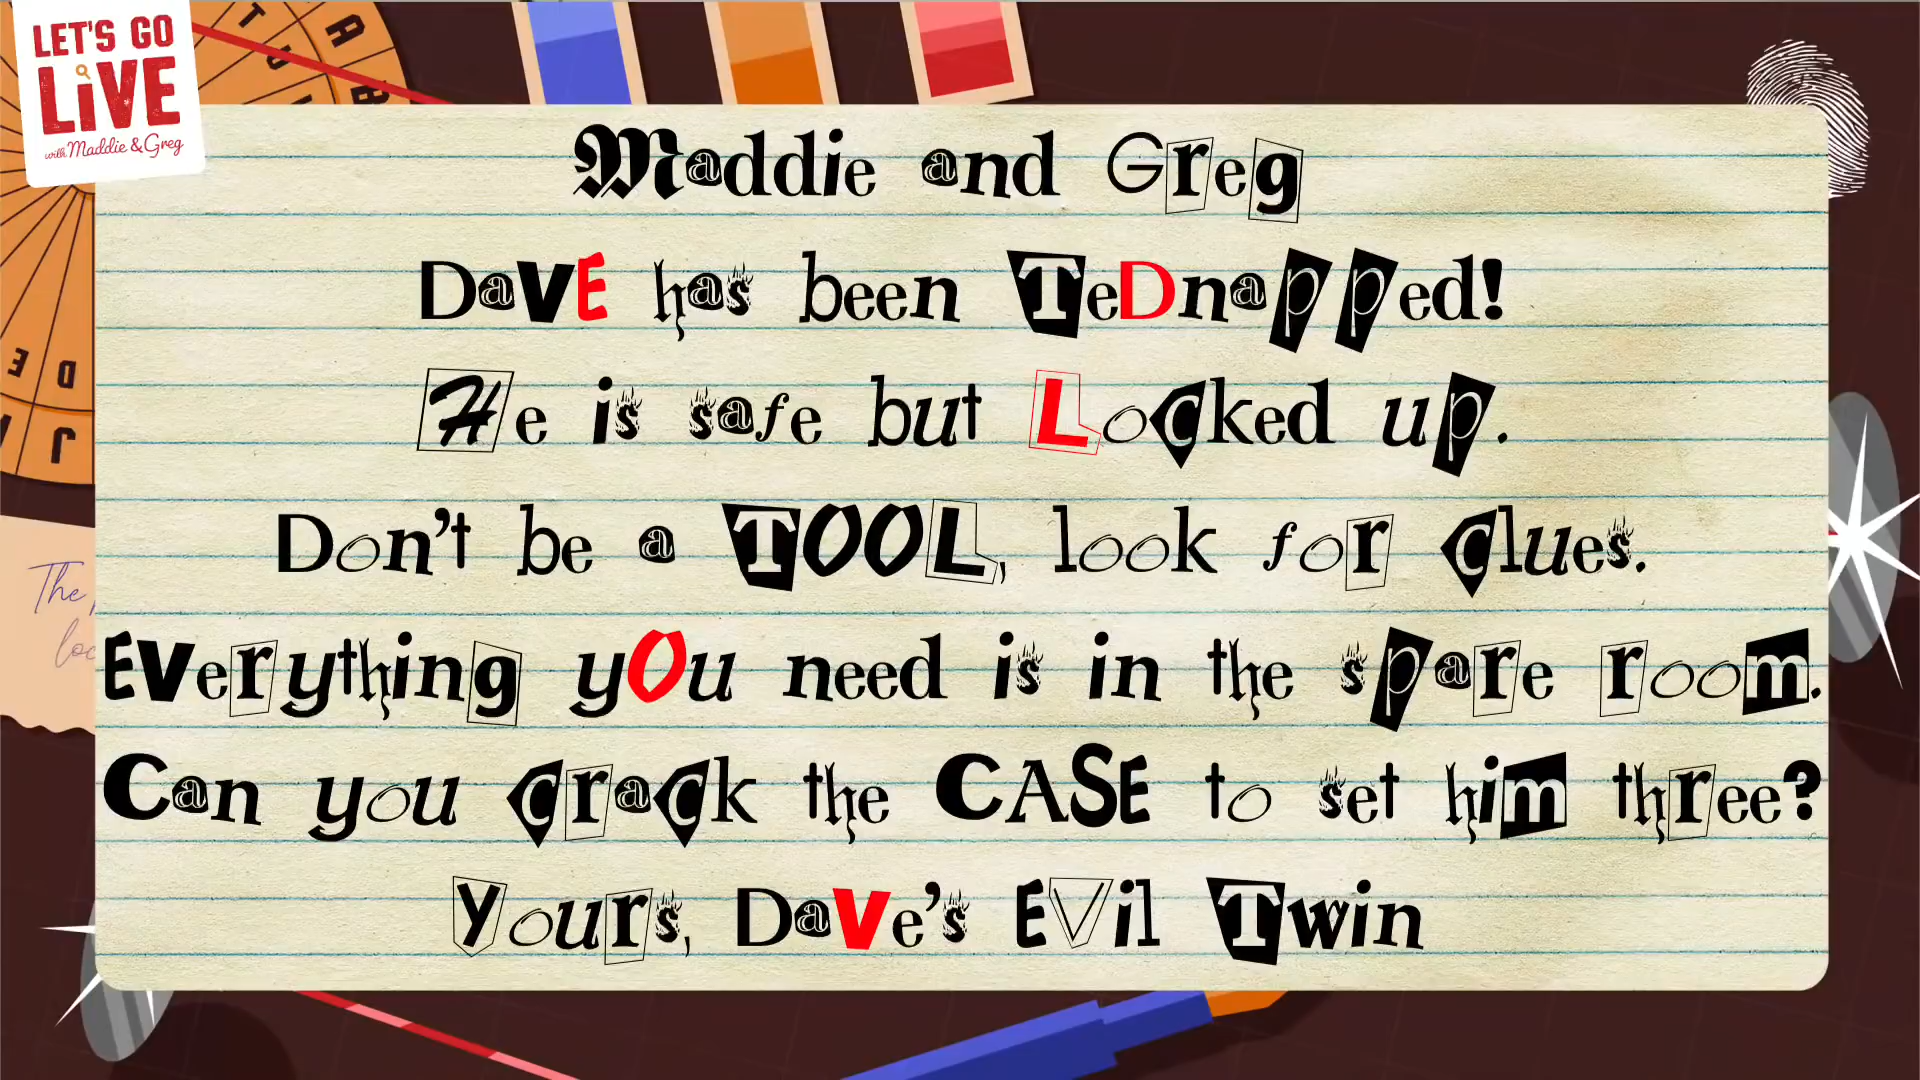 LET'S GO
LiVE
with Maddie & Greg
T
A
B
D E
J
The
loc
Maddie and Greg
DaVE has been TeDnapped!
He is safe but Locked up.
Don't be a TOOL, look for clues.
EVerything yOu need is in the spare room.
Can you crack the CASE to set him three?
Yours, DaVe's EVil Twin